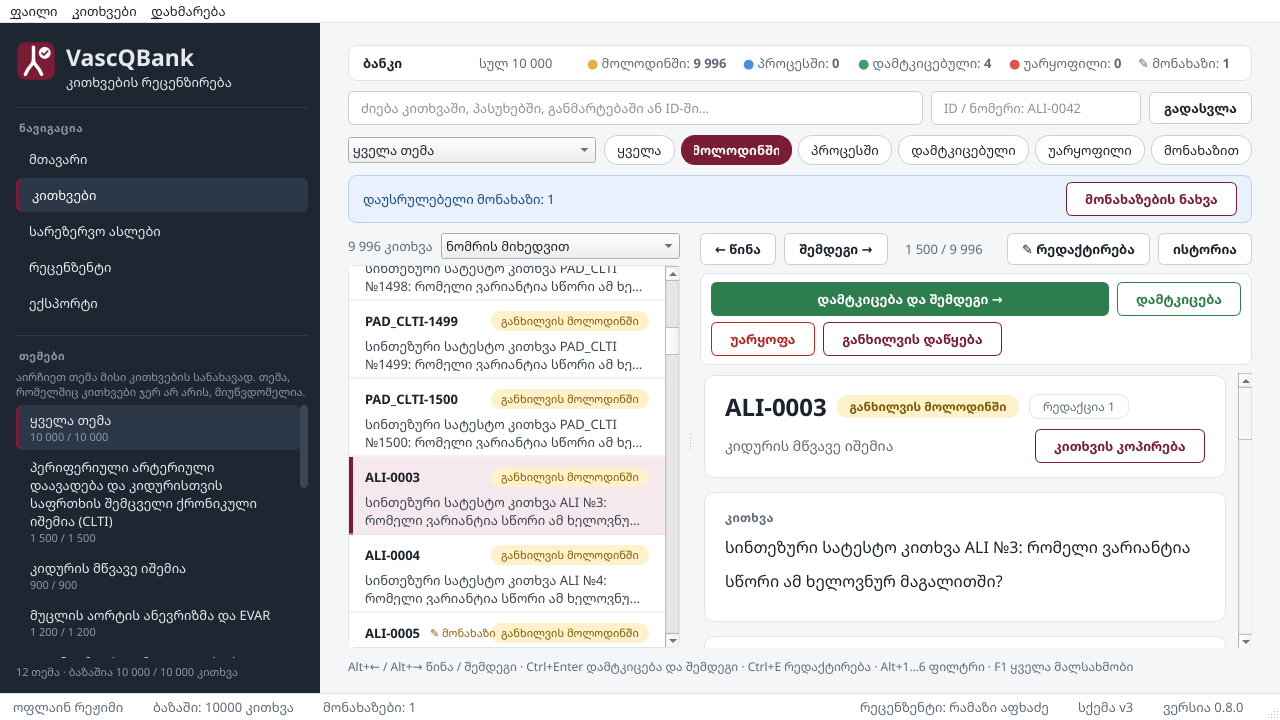 ფაილი კითხვები დახმარება
VascQBank
კითხვების რეცენზირება
ნავიგაცია
მთავარი
კითხვები
სარეზერვო ასლები
რეცენზენტი
ექსპორტი
თემები
აირჩიეთ თემა მისი კითხვების სანახავად. თემა,
რომელშიც კითხვები ჯერ არ არის, მიუწვდომელია.
ყველა თემა
10 000 / 10 000
პერიფერიული არტერიული
დაავადება და კიდურისთვის
საფრთხის შემცველი ქრონიკული
იშემია (CLTI)
1 500 / 1 500
კიდურის მწვავე იშემია
900 / 900
მუცლის აორტის ანევრიზმა და EVAR
1 200 / 1 200
12 თემა · ბაზაშია 10 000 / 10 000 კითხვა
ბანკი სულ 10 000 მოლოდინში: 9 996 პროცესში: 0 დამტკიცებული: 4 უარყოფილი: 0 ✎ მონახაზი: 1
ძიება კითხვაში, პასუხებში, განმარტებაში ან ID-ში… ID / ნომერი: ALI-0042 გადასვლა
ყველა თემა ყველა მოლოდინში პროცესში დამტკიცებული უარყოფილი მონახაზით
დაუსრულებელი მონახაზი: 1 მონახაზების ნახვა
9 996 კითხვა ნომრის მიხედვით
სინთეზური სატესტო კითხვა PAD_CLTI
№1498: რომელი ვარიანტია სწორი ამ ხე…
PAD_CLTI-1499 განხილვის მოლოდინში
სინთეზური სატესტო კითხვა PAD_CLTI
№1499: რომელი ვარიანტია სწორი ამ ხე…
PAD_CLTI-1500 განხილვის მოლოდინში
სინთეზური სატესტო კითხვა PAD_CLTI
№1500: რომელი ვარიანტია სწორი ამ ხე…
ALI-0003 განხილვის მოლოდინში
სინთეზური სატესტო კითხვა ALI №3:
რომელი ვარიანტია სწორი ამ ხელოვნუ…
ALI-0004 განხილვის მოლოდინში
სინთეზური სატესტო კითხვა ALI №4:
რომელი ვარიანტია სწორი ამ ხელოვნუ…
ALI-0005 ✎ მონახაზი განხილვის მოლოდინში
← წინა შემდეგი → 1 500 / 9 996 ✎ რედაქტირება ისტორია
დამტკიცება და შემდეგი → დამტკიცება
უარყოფა განხილვის დაწყება
ALI-0003 განხილვის მოლოდინში რედაქცია 1
კიდურის მწვავე იშემია კითხვის კოპირება
კითხვა
სინთეზური სატესტო კითხვა ALI №3: რომელი ვარიანტია
სწორი ამ ხელოვნურ მაგალითში?
Alt+← / Alt+→ წინა / შემდეგი · Ctrl+Enter დამტკიცება და შემდეგი · Ctrl+E რედაქტირება · Alt+1…6 ფილტრი · F1 ყველა მალსახმობი
ოფლაინ რეჟიმი ბაზაში: 10000 კითხვა მონახაზები: 1 რეცენზენტი: რამაზი აფხაძე სქემა v3 ვერსია 0.8.0